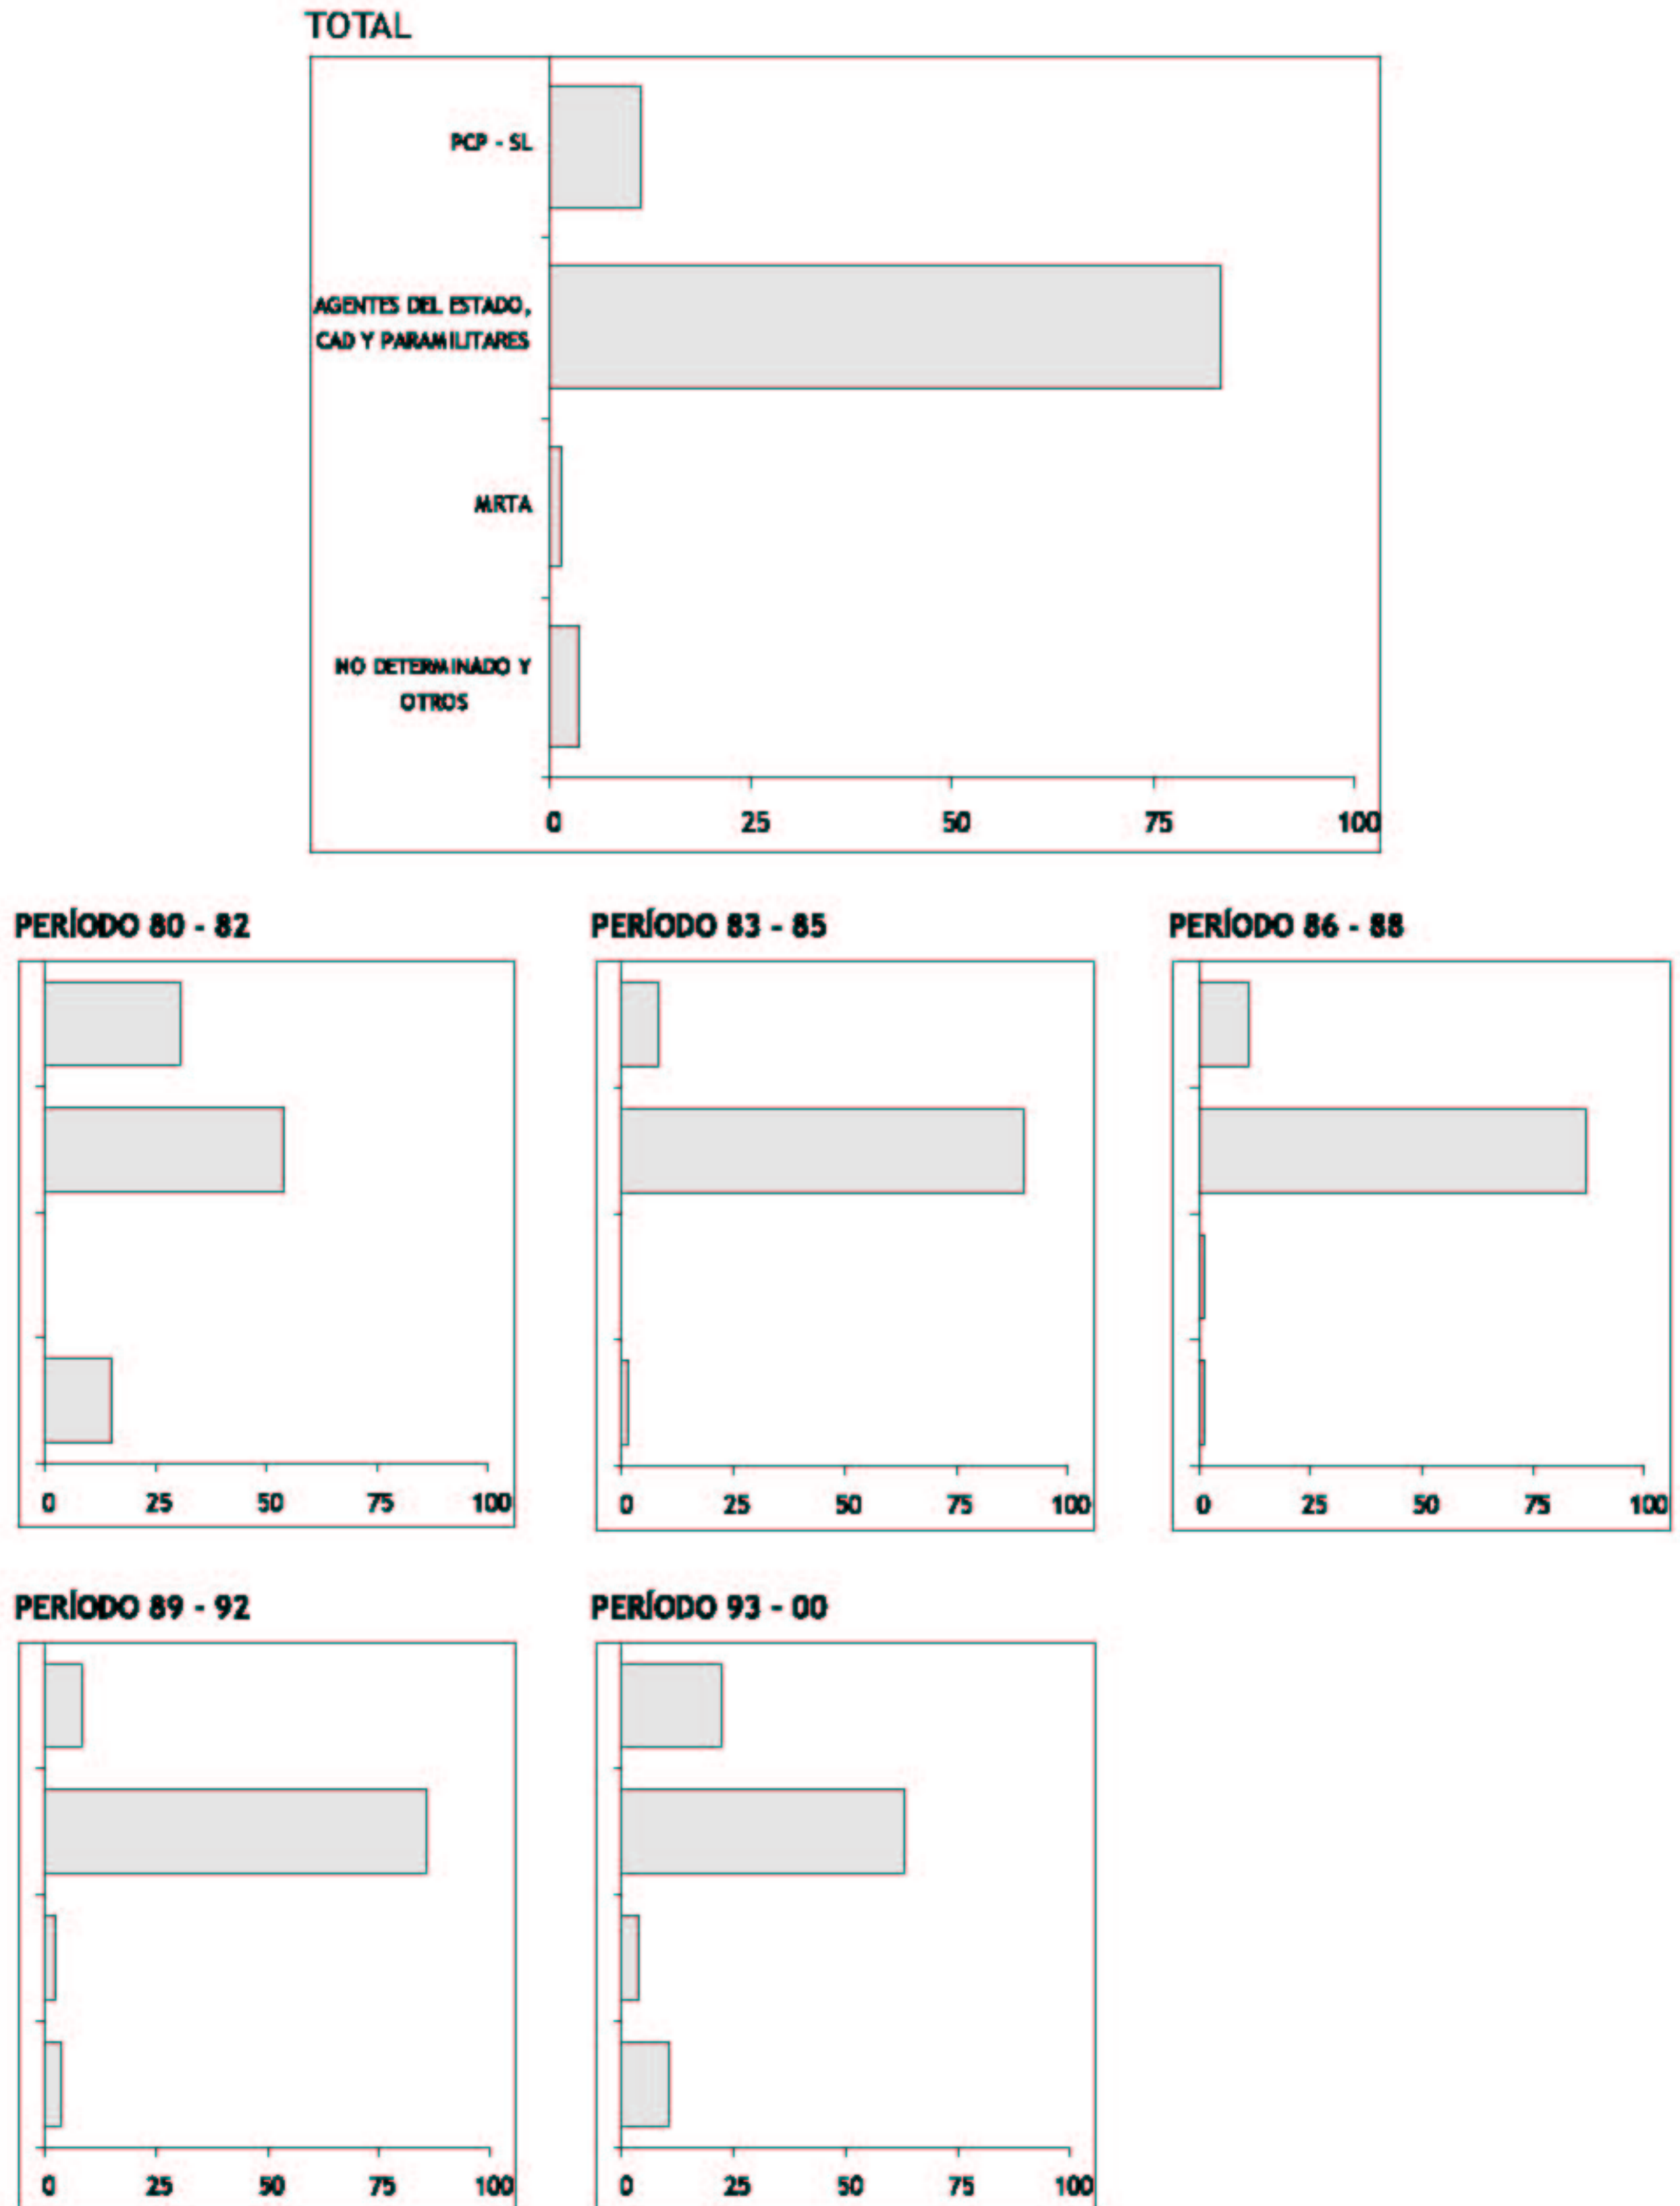 TOTAL
PCP - SL
AGENTES DEL ESTADO,
CAD Y PARAMILITARES
MRTA
NO DETERMINADO Y
OTROS
0 25 50 75 100
PERÍODO 80 - 82
PERÍODO 83 - 85
PERÍODO 86 - 88
0 25 50 75 100
0 25 50 75 100
0 25 50 75 100
PERÍODO 89 - 92
PERÍODO 93 - 00
0 25 50 75 100
0 25 50 75 100